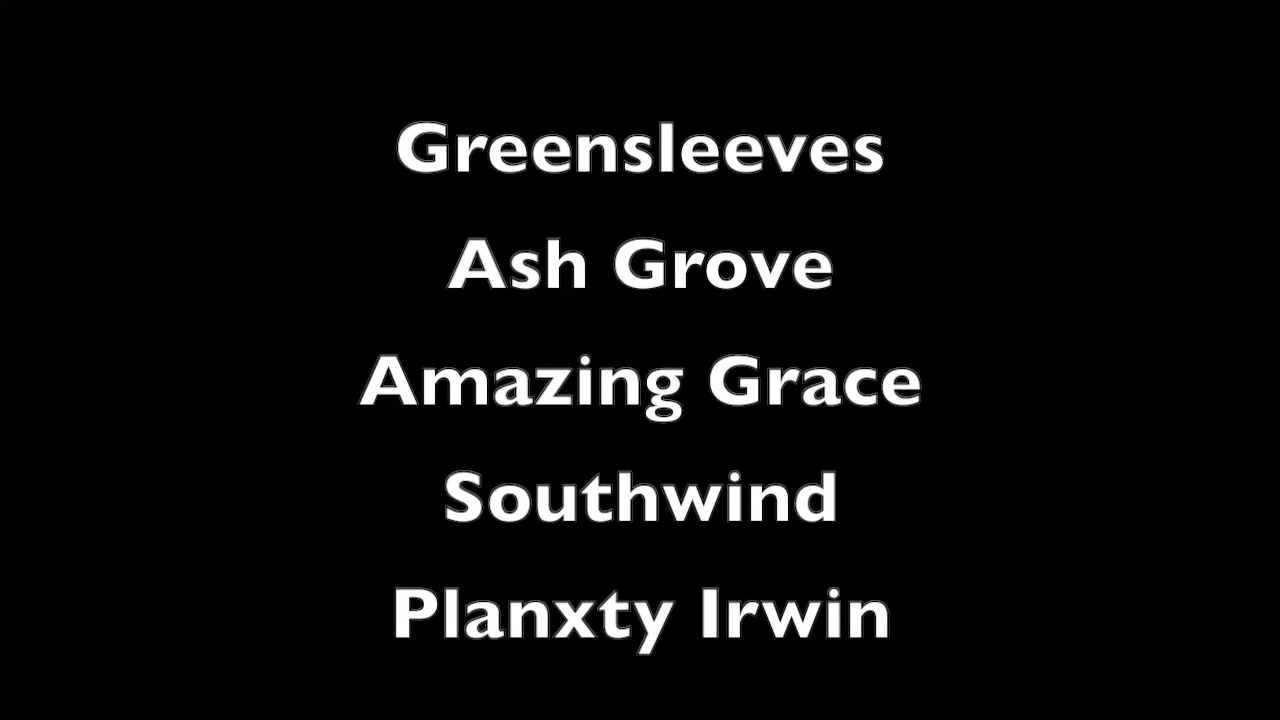 Greensleeves
Ash Grove
Amazing Grace
Southwind
Planxty Irwin